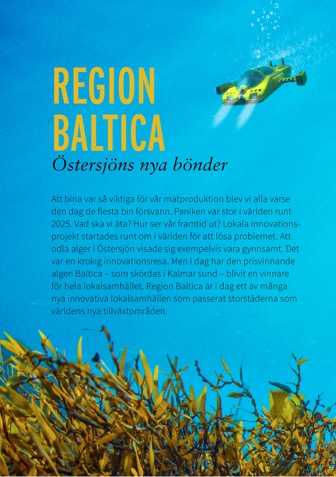 REGION
BALTICA
Östersjöns nya bönder
Att bina var så viktiga för vår matproduktion blev vi alla varse
den dag de flesta bin försvann. Paniken var stor i världen runt
2025. Vad ska vi äta? Hur ser vår framtid ut? Lokala innovations-
projekt startades runt om i världen för att lösa problemet. Att
odla alger i Östersjön visade sig exempelvis vara gynnsamt. Det
var en krokig innovationsresa. Men i dag har den prisvinnande
algen Baltica – som skördas i Kalmar sund – blivit en vinnare
för hela lokalsamhället. Region Baltica är i dag ett av många
nya innovativa lokalsamhällen som passerat storstäderna som
världens nya tillväxtområden.